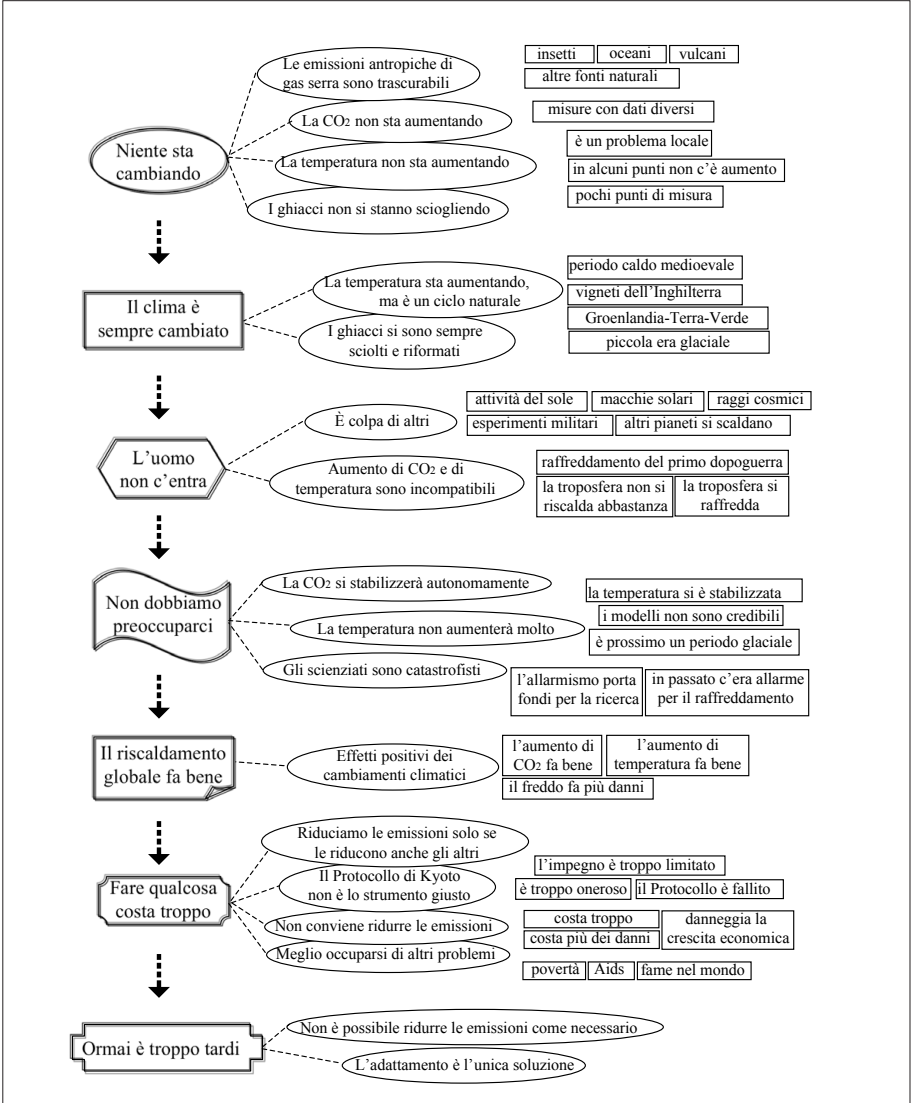 Niente sta
cambiando
Le emissioni antropiche di
gas serra sono trascurabili
insetti
oceani
vulcani
altre fonti naturali
La CO2 non sta aumentando
misure con dati diversi
La temperatura non sta aumentando
è un problema locale
in alcuni punti non c'è aumento
pochi punti di misura
I ghiacci non si stanno sciogliendo
Il clima è
sempre cambiato
La temperatura sta aumentando,
ma è un ciclo naturale
I ghiacci si sono sempre
sciolti e riformati
periodo caldo medioevale
vigneti dell'Inghilterra
Groenlandia-Terra-Verde
piccola era glaciale
L'uomo
non c'entra
È colpa di altri
attività del sole
macchie solari
raggi cosmici
esperimenti militari
altri pianeti si scaldano
Aumento di CO2 e di
temperatura sono incompatibili
raffreddamento del primo dopoguerra
la troposfera non si
riscalda abbastanza
la troposfera si
raffredda
Non dobbiamo
preoccuparci
La CO2 si stabilizzerà autonomamente
La temperatura non aumenterà molto
la temperatura si è stabilizzata
i modelli non sono credibili
è prossimo un periodo glaciale
Gli scienziati sono catastrofisti
l'allarmismo porta
fondi per la ricerca
in passato c'era allarme
per il raffreddamento
Il riscaldamento
globale fa bene
Effetti positivi dei
cambiamenti climatici
l'aumento di
CO2 fa bene
l'aumento di
temperatura fa bene
il freddo fa più danni
Fare qualcosa
costa troppo
Riduciamo le emissioni solo se
le riducono anche gli altri
Il Protocollo di Kyoto
non è lo strumento giusto
l'impegno è troppo limitato
è troppo oneroso
il Protocollo è fallito
Non conviene ridurre le emissioni
costa troppo
costa più dei danni
danneggia la
crescita economica
Meglio occuparsi di altri problemi
povertà
Aids
fame nel mondo
Ormai è troppo tardi
Non è possibile ridurre le emissioni come necessario
L'adattamento è l'unica soluzione